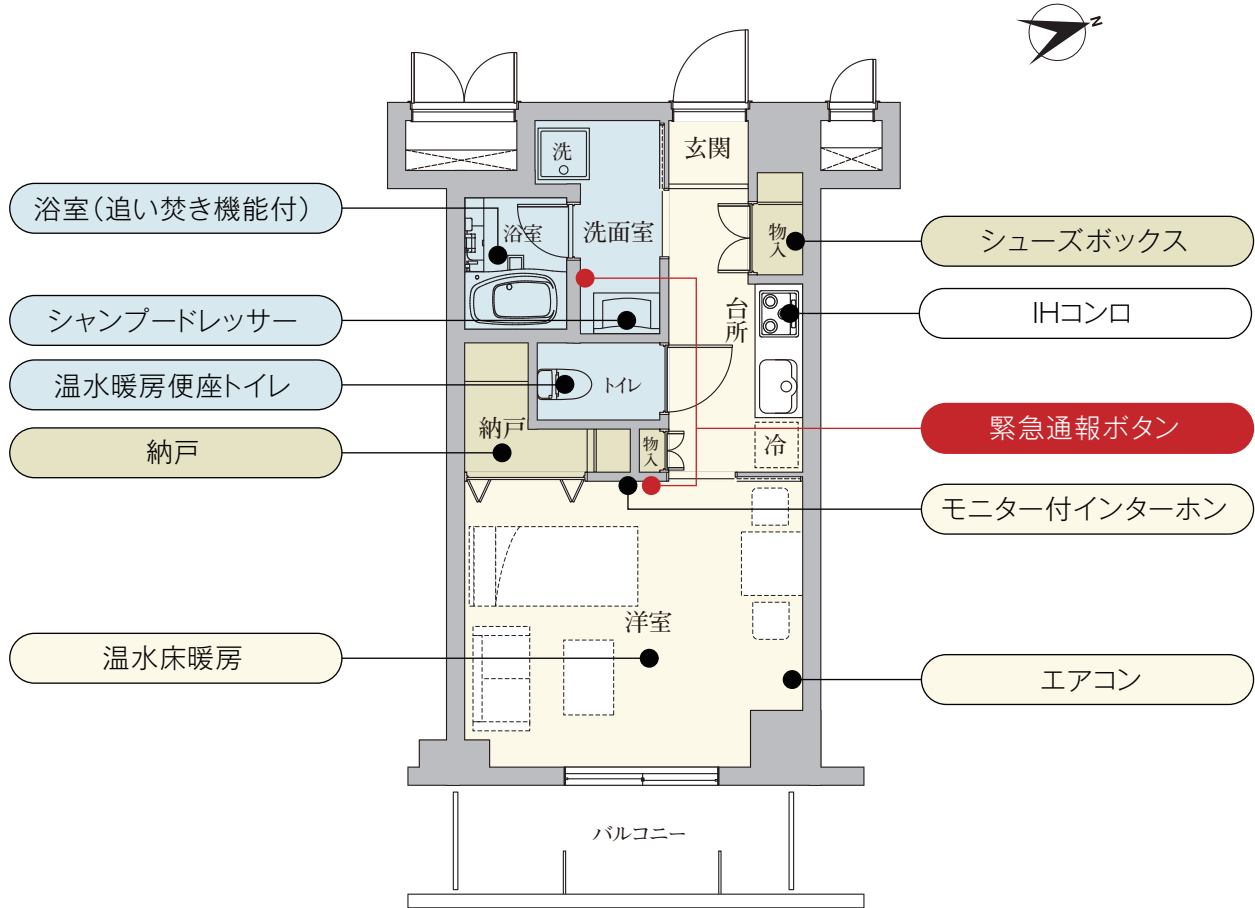 N
玄関
洗
浴室(追い焚き機能付)
浴室
洗面室
物入
シューズボックス
シャンプードレッサー
台所
IHコンロ
温水暖房便座トイレ
トイレ
納戸
納戸
物入
冷
緊急通報ボタン
モニター付インターホン
洋室
温水床暖房
エアコン
バルコニー